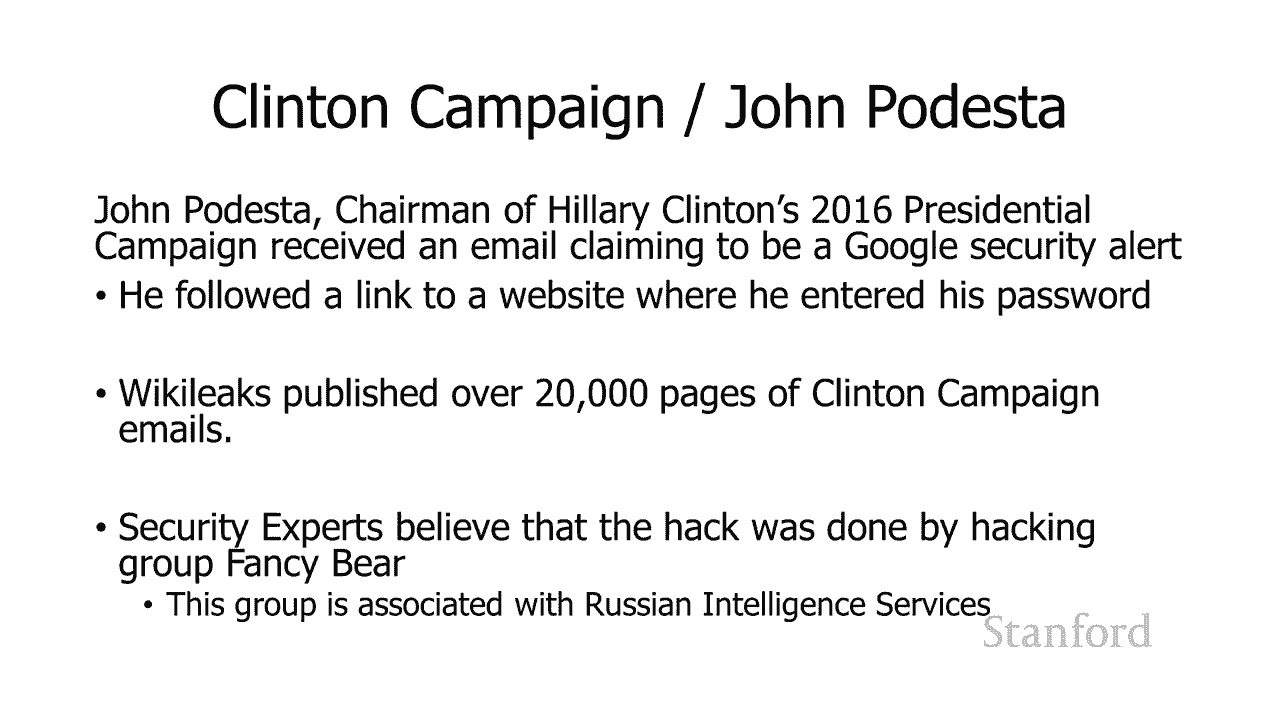 Clinton Campaign / John Podesta
John Podesta, Chairman of Hillary Clinton’s 2016 Presidential
Campaign received an email claiming to be a Google security alert
• He followed a link to a website where he entered his password
• Wikileaks published over 20,000 pages of Clinton Campaign
emails.
• Security Experts believe that the hack was done by hacking
group Fancy Bear
• This group is associated with Russian Intelligence Services
Stanford